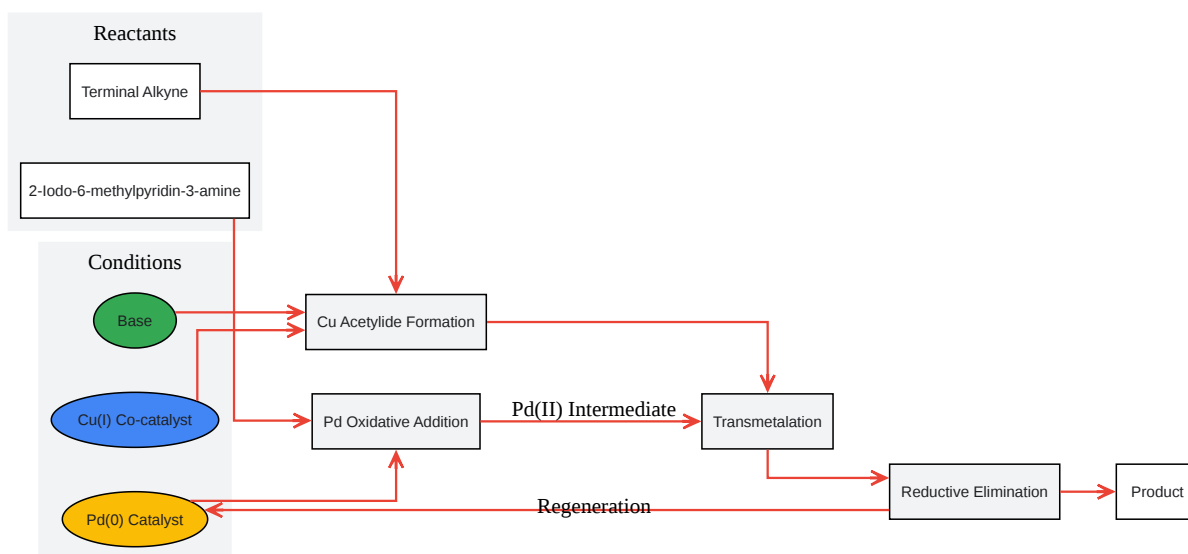 Reactants
Terminal Alkyne
2-Iodo-6-methylpyridin-3-amine
Conditions
Base
Cu Acetylide Formation
Cu(I) Co-catalyst
Pd Oxidative Addition
Pd(II) Intermediate
Transmetalation
Pd(0) Catalyst
Regeneration
Reductive Elimination
Product